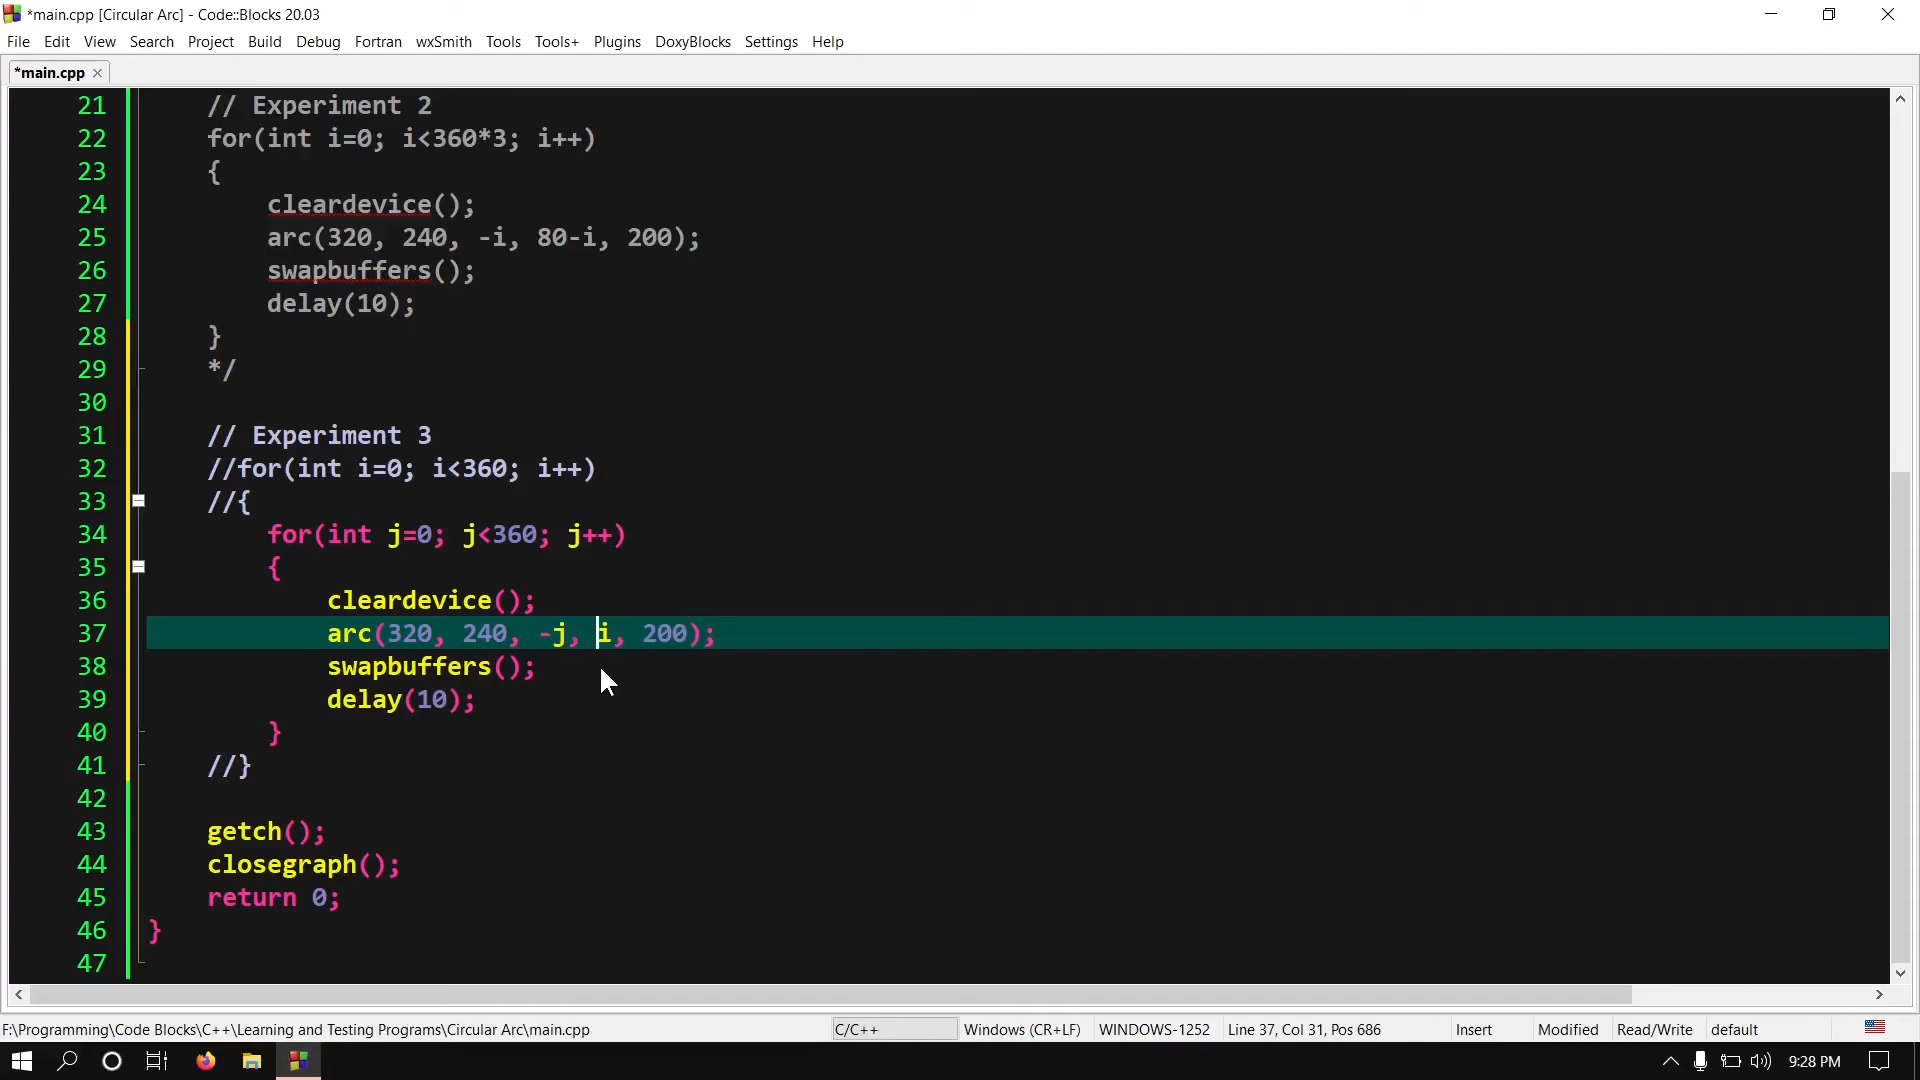 *main.cpp [Circular Arc] - Code::Blocks 20.03
File Edit View Search Project Build Debug Fortran wxSmith Tools Tools+ Plugins DoxyBlocks Settings Help
*main.cpp
21 // Experiment 2
22 for(int i=0; i<360*3; i++)
23 {
24 cleardevice();
25 arc(320, 240, -i, 80-i, 200);
26 swapbuffers();
27 delay(10);
28 }
29 */
30
31 // Experiment 3
32 //for(int i=0; i<360; i++)
33 //{
34 for(int j=0; j<360; j++)
35 {
36 cleardevice();
37 arc(320, 240, -j, i, 200);
38 swapbuffers();
39 delay(10);
40 }
41 //}
42
43 getch();
44 closegraph();
45 return 0;
46 }
47
F:\Programming\Code Blocks\C++\Learning and Testing Programs\Circular Arc\main.cpp C/C++ Windows (CR+LF) WINDOWS-1252 Line 37, Col 31, Pos 686 Insert Modified Read/Write default
9:28 PM